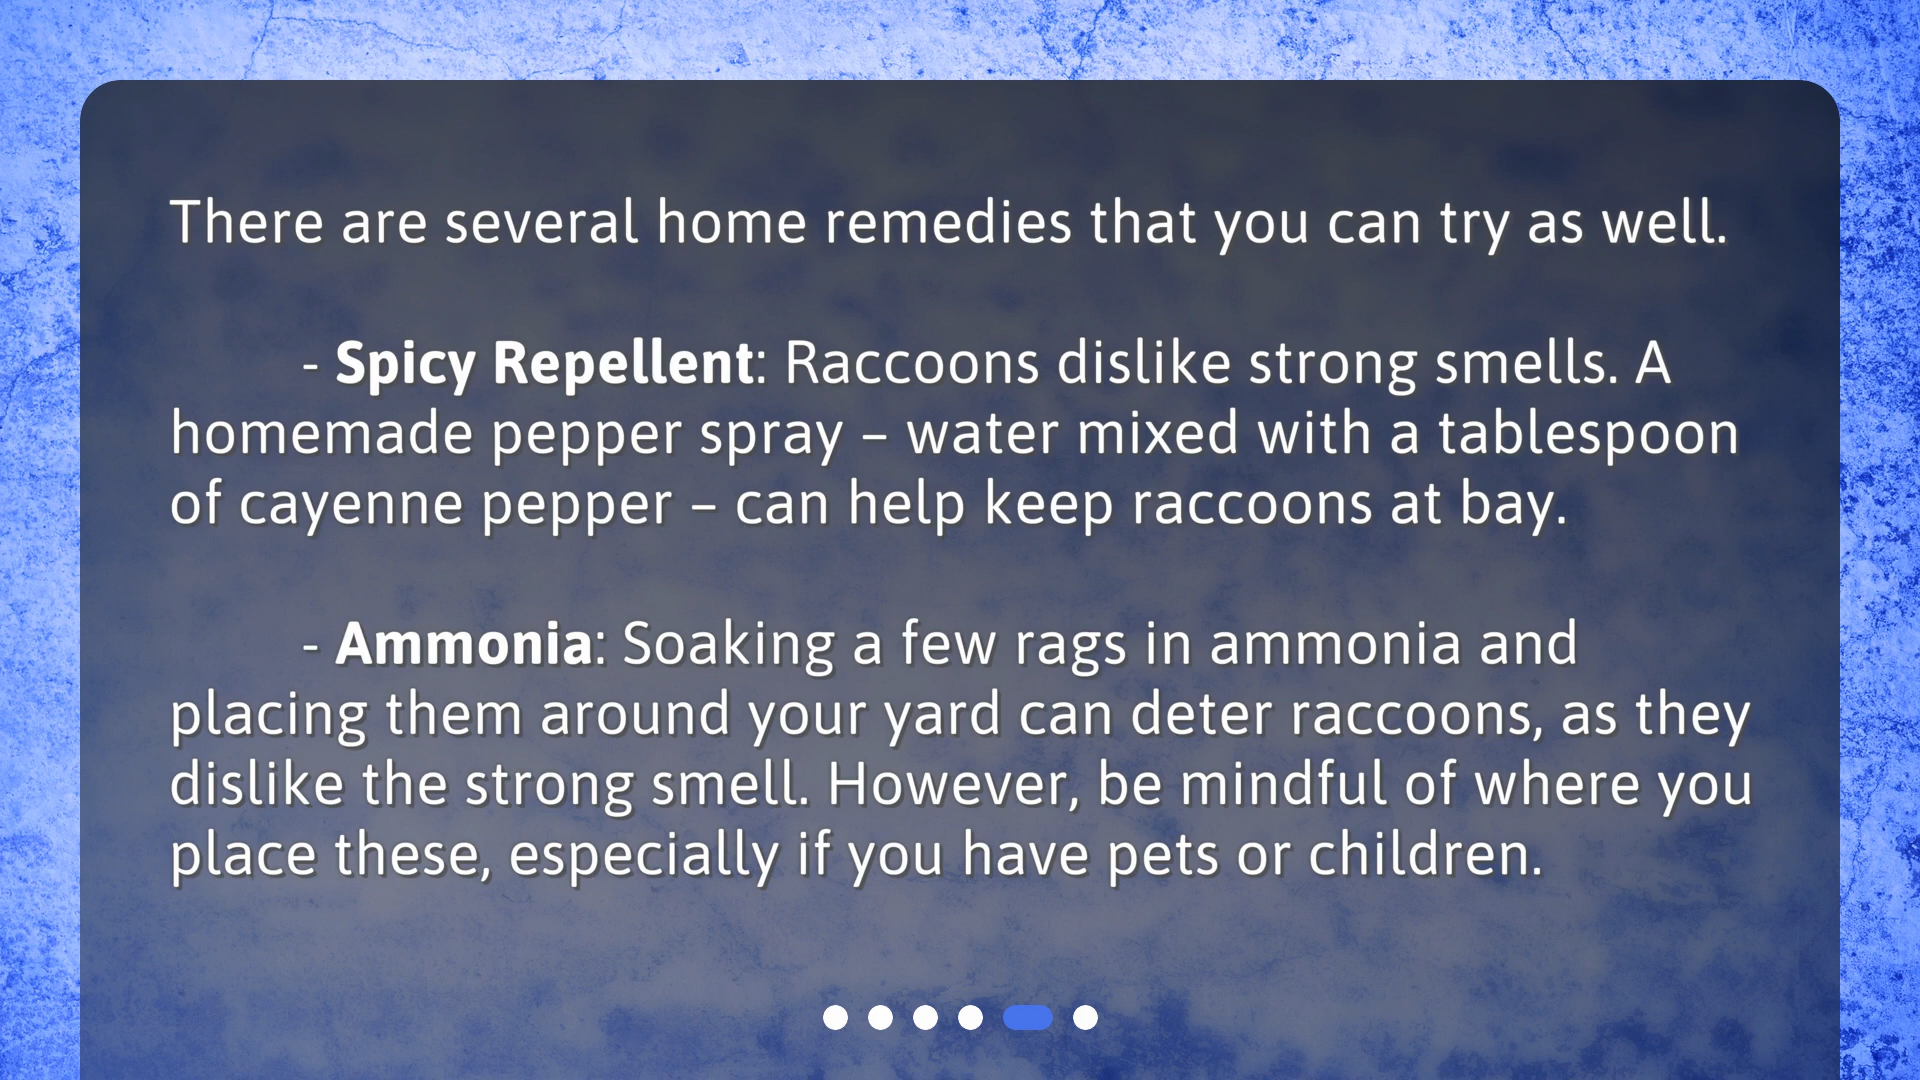 There are several home remedies that you can try as well.
- Spicy Repellent: Raccoons dislike strong smells. A
homemade pepper spray – water mixed with a tablespoon
of cayenne pepper – can help keep raccoons at bay.
- Ammonia: Soaking a few rags in ammonia and
placing them around your yard can deter raccoons, as they
dislike the strong smell. However, be mindful of where you
place these, especially if you have pets or children.